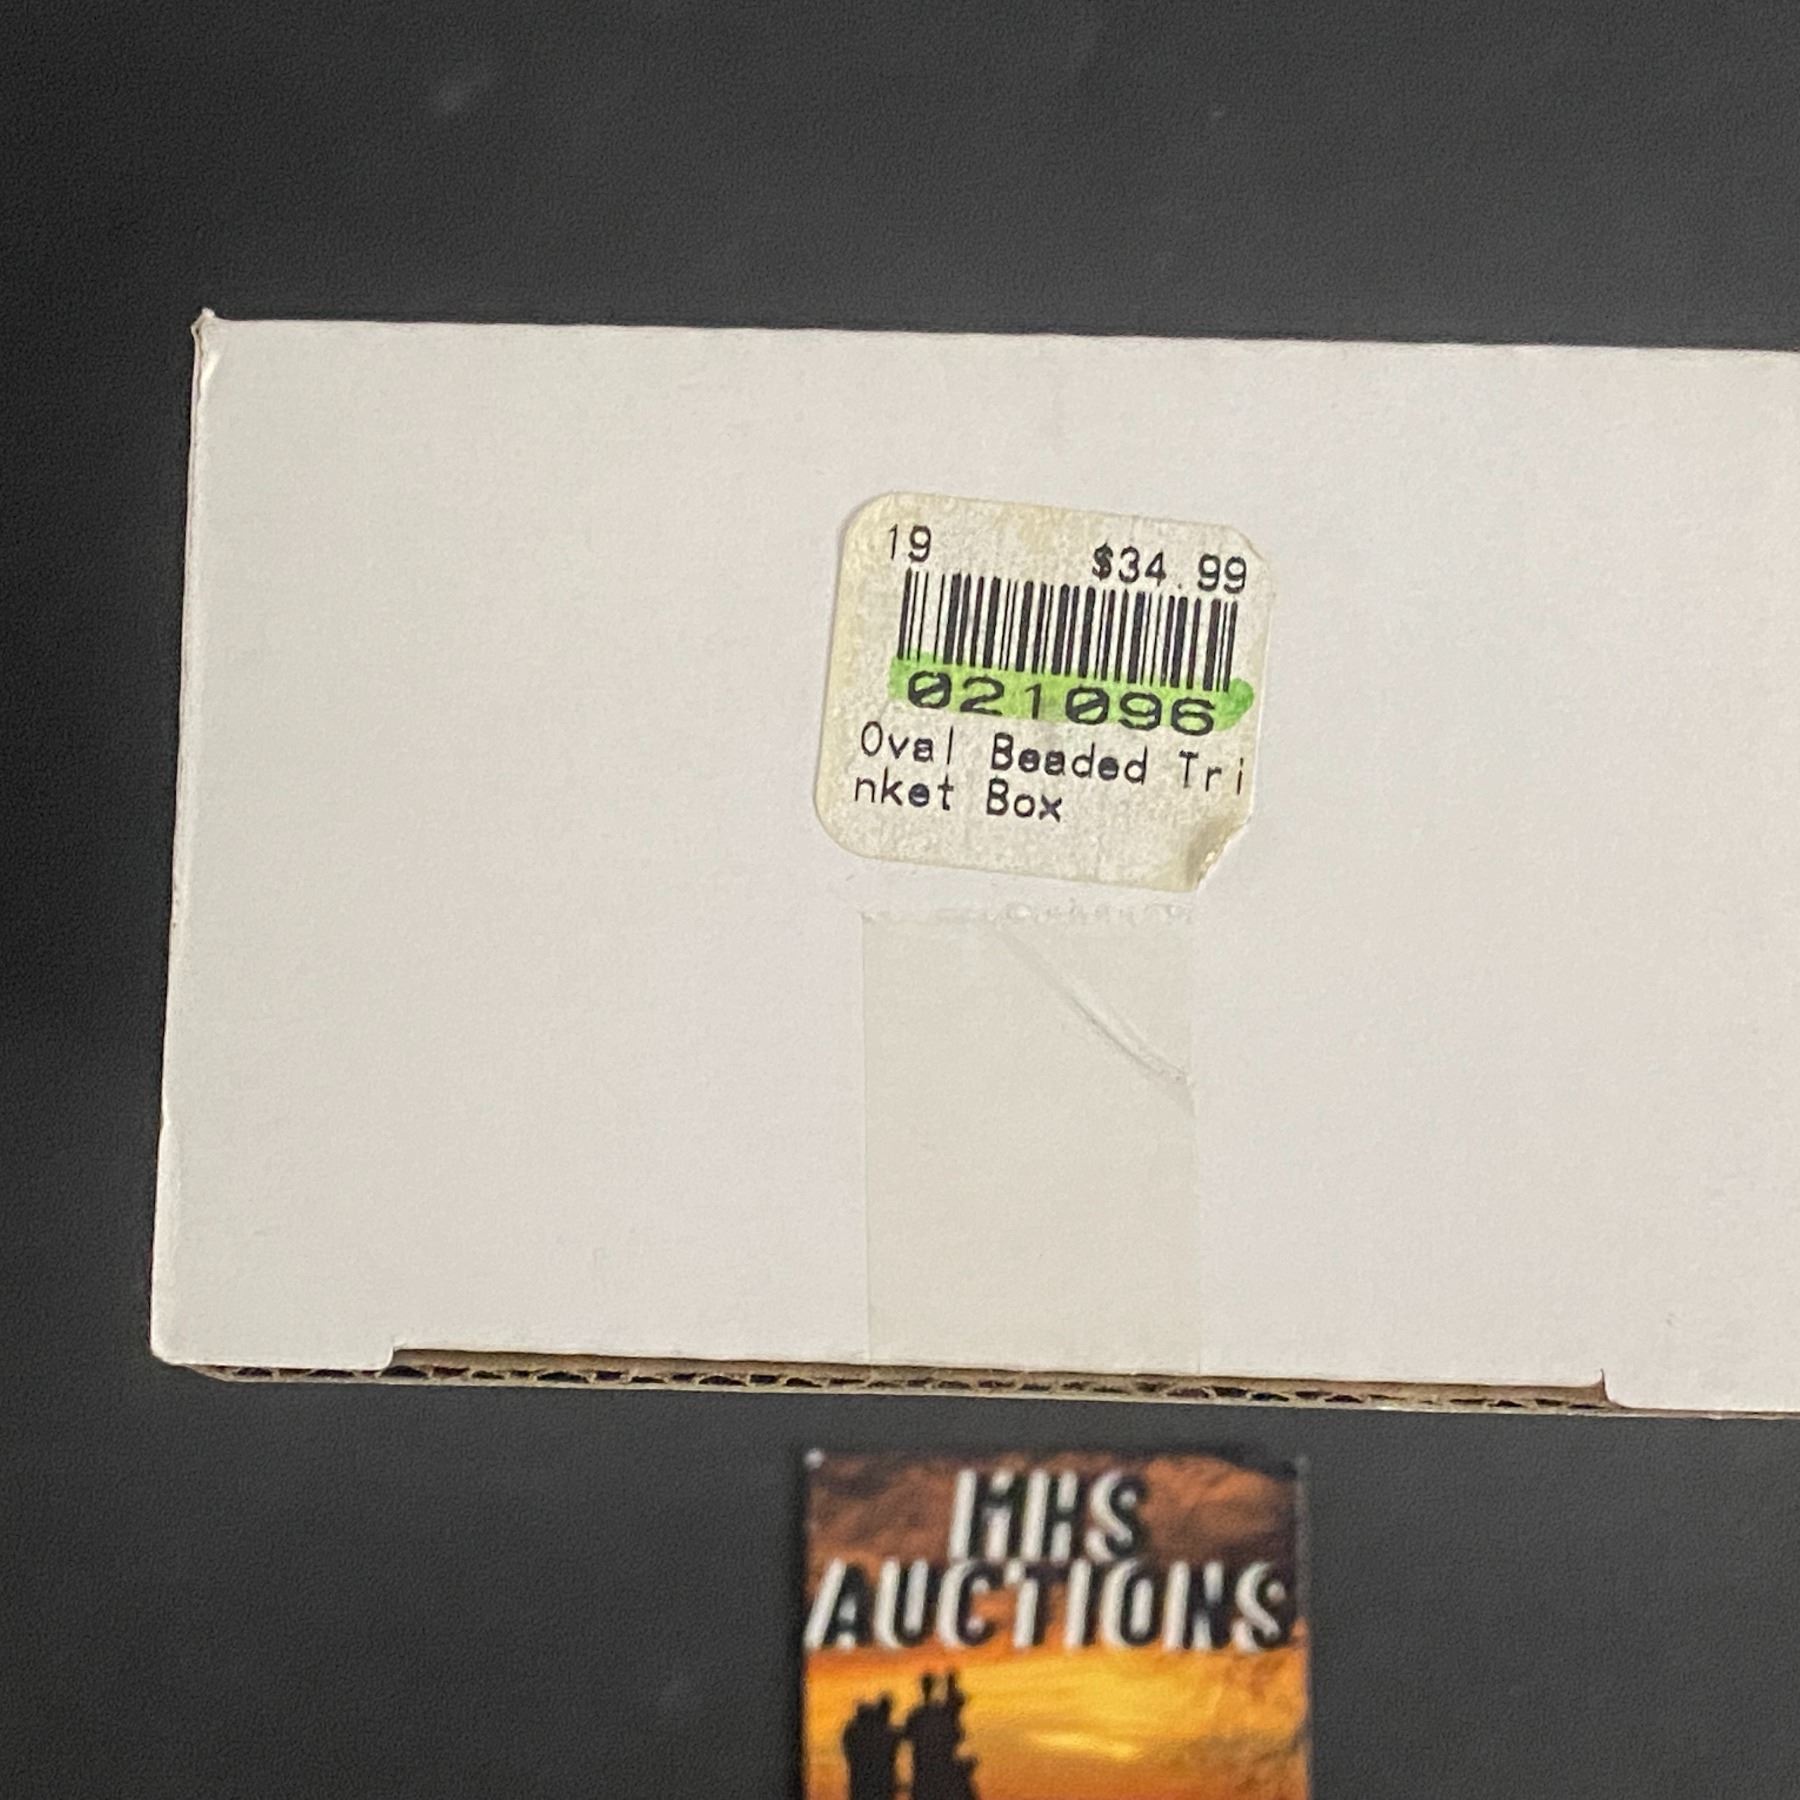 19 $34.99
021096
Oval Beaded Tri
nket Box
MHS
AUCTIONS